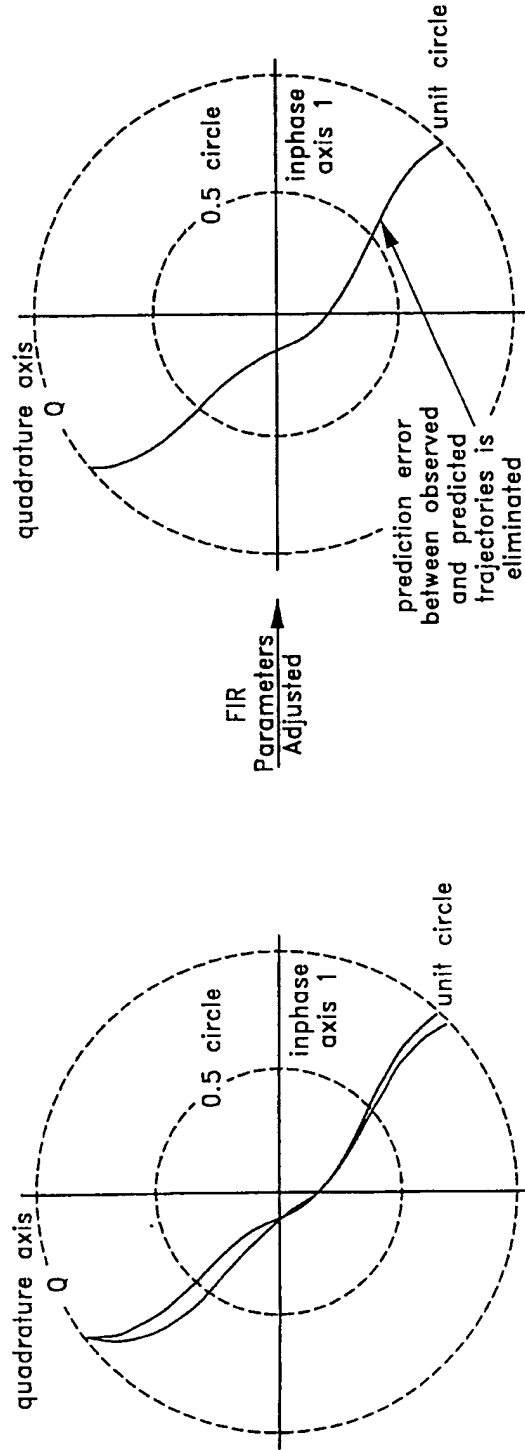 quadrature axis
Q
0.5 circle
inphase
axis 1
unit circle
FIR
Parameters
Adjusted
quadrature axis
Q
0.5 circle
inphase
axis 1
unit circle
prediction error
between observed
and predicted
trajectories is
eliminated